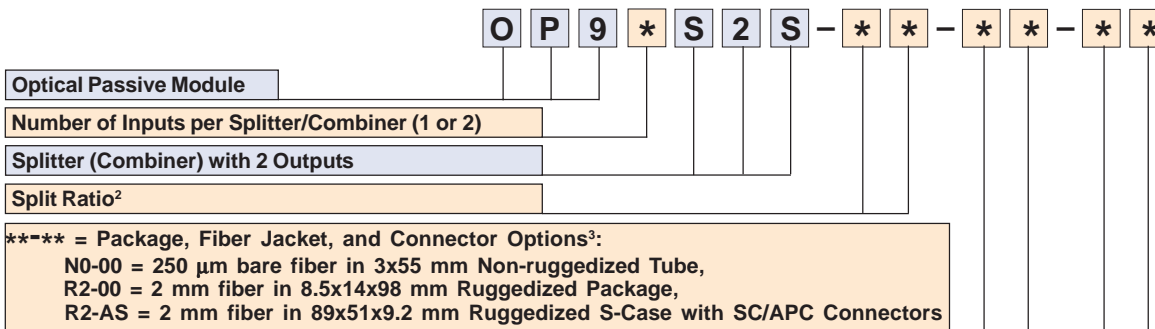 O P 9 * S 2 S – * * – * * – * *
Optical Passive Module
Number of Inputs per Splitter/Combiner (1 or 2)
Splitter (Combiner) with 2 Outputs
Split Ratio²
**-** = Package, Fiber Jacket, and Connector Options³:
N0-00 = 250 µm bare fiber in 3x55 mm Non-ruggedized Tube,
R2-00 = 2 mm fiber in 8.5x14x98 mm Ruggedized Package,
R2-AS = 2 mm fiber in 89x51x9.2 mm Ruggedized S-Case with SC/APC Connectors